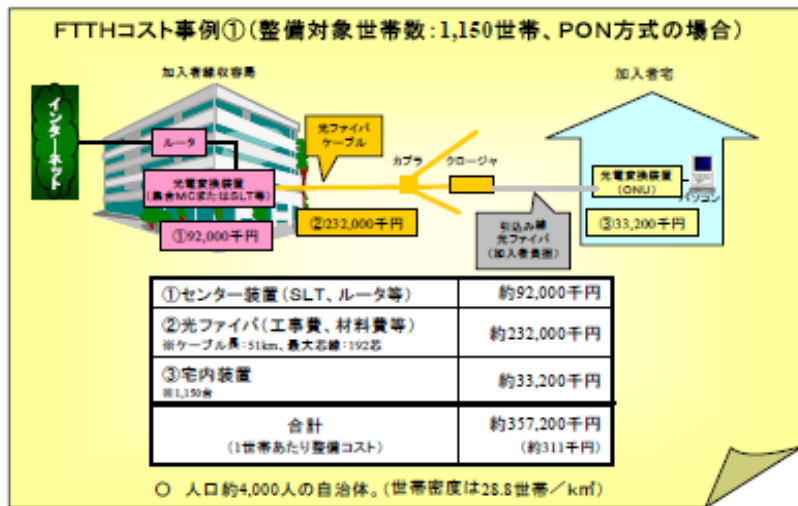 FTTHコスト事例①(整備対象世帯数:1,150世帯、PON方式の場合)
加入者線収容局
加入者宅
インターネット
ルータ
光ファイバ
ケーブル
カプラ
クロージャ
光電変換装置
(集合MCまたはSLT等)
光電変換装置
(ONU)
パソコン
①92,000千円
②232,000千円
引込み線
光ファイバ
(加入者負担)
③33,200千円
①センター装置(SLT、ルータ等)
約92,000千円
②光ファイバ(工事費、材料費等)
※ケーブル長:51km、最大芯線:192芯
約232,000千円
③宅内装置
※1,150台
約33,200千円
合計
(1世帯あたり整備コスト)
約357,200千円
(約311千円)
○ 人口約4,000人の自治体。(世帯密度は28.8世帯/k㎡)